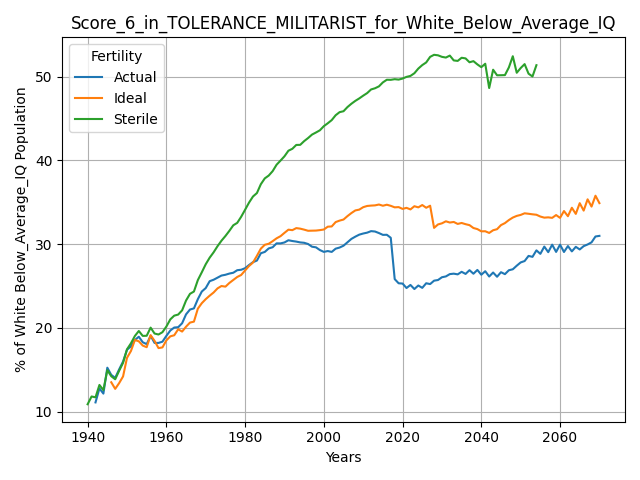 Score_6_in_TOLERANCE_MILITARIST_for_White_Below_Average_IQ
Fertility
Actual
Ideal
Sterile
% of White Below_Average_IQ Population
50
40
30
20
10
1940 1960 1980 2000 2020 2040 2060
Years